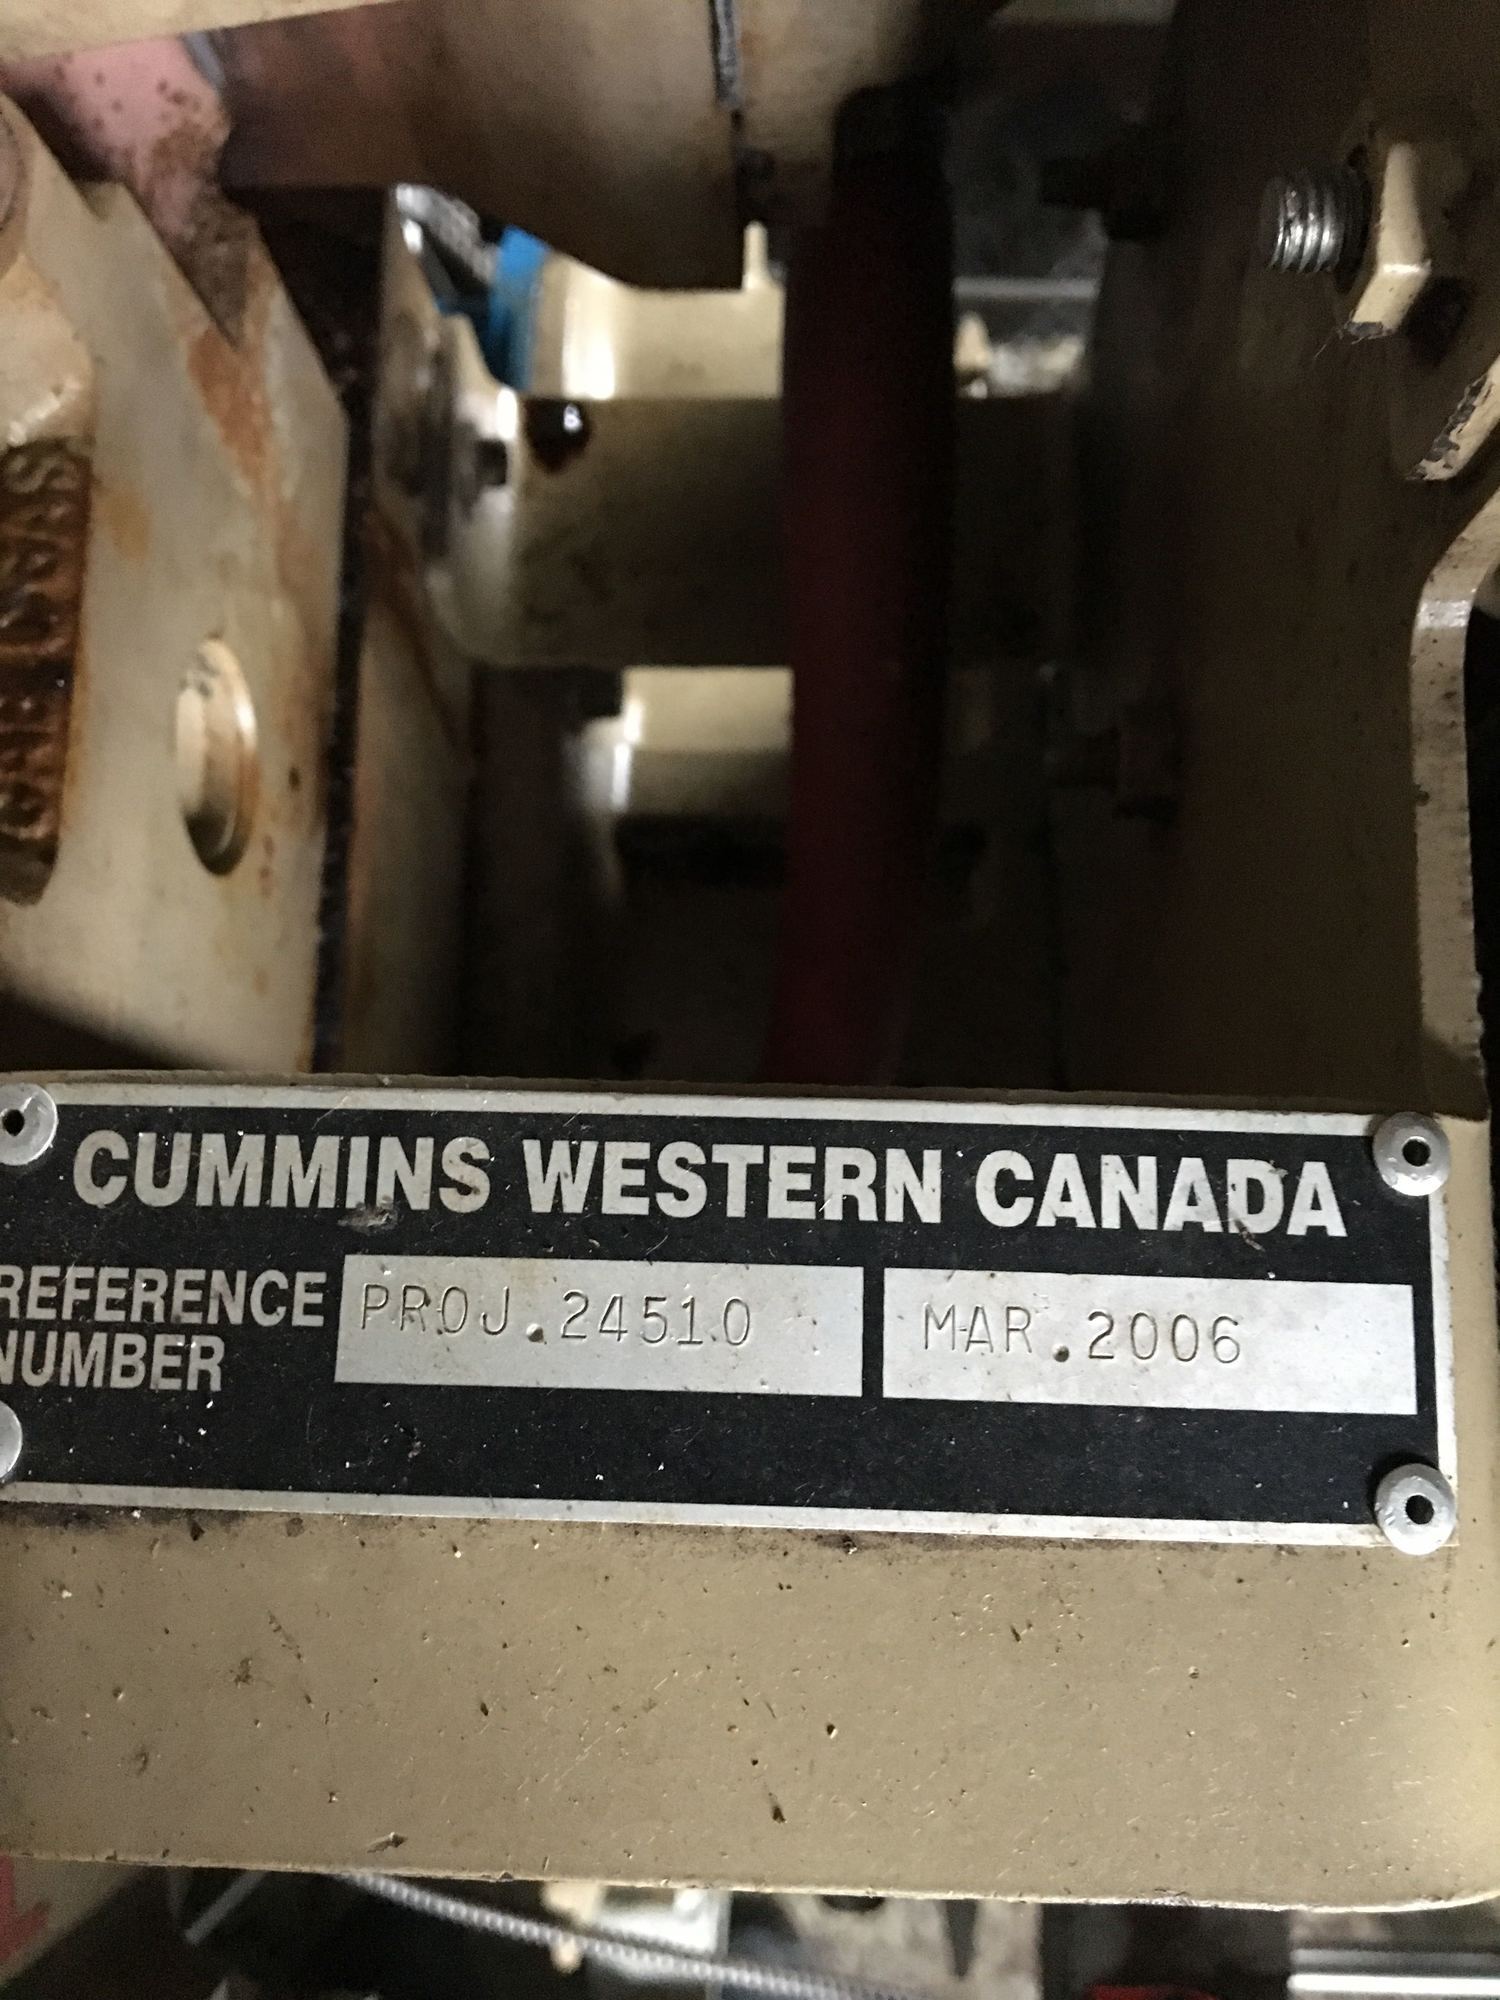 CUMMINS WESTERN CANADA
REFERENCE NUMBER
PROJ.24510
MAR.2006